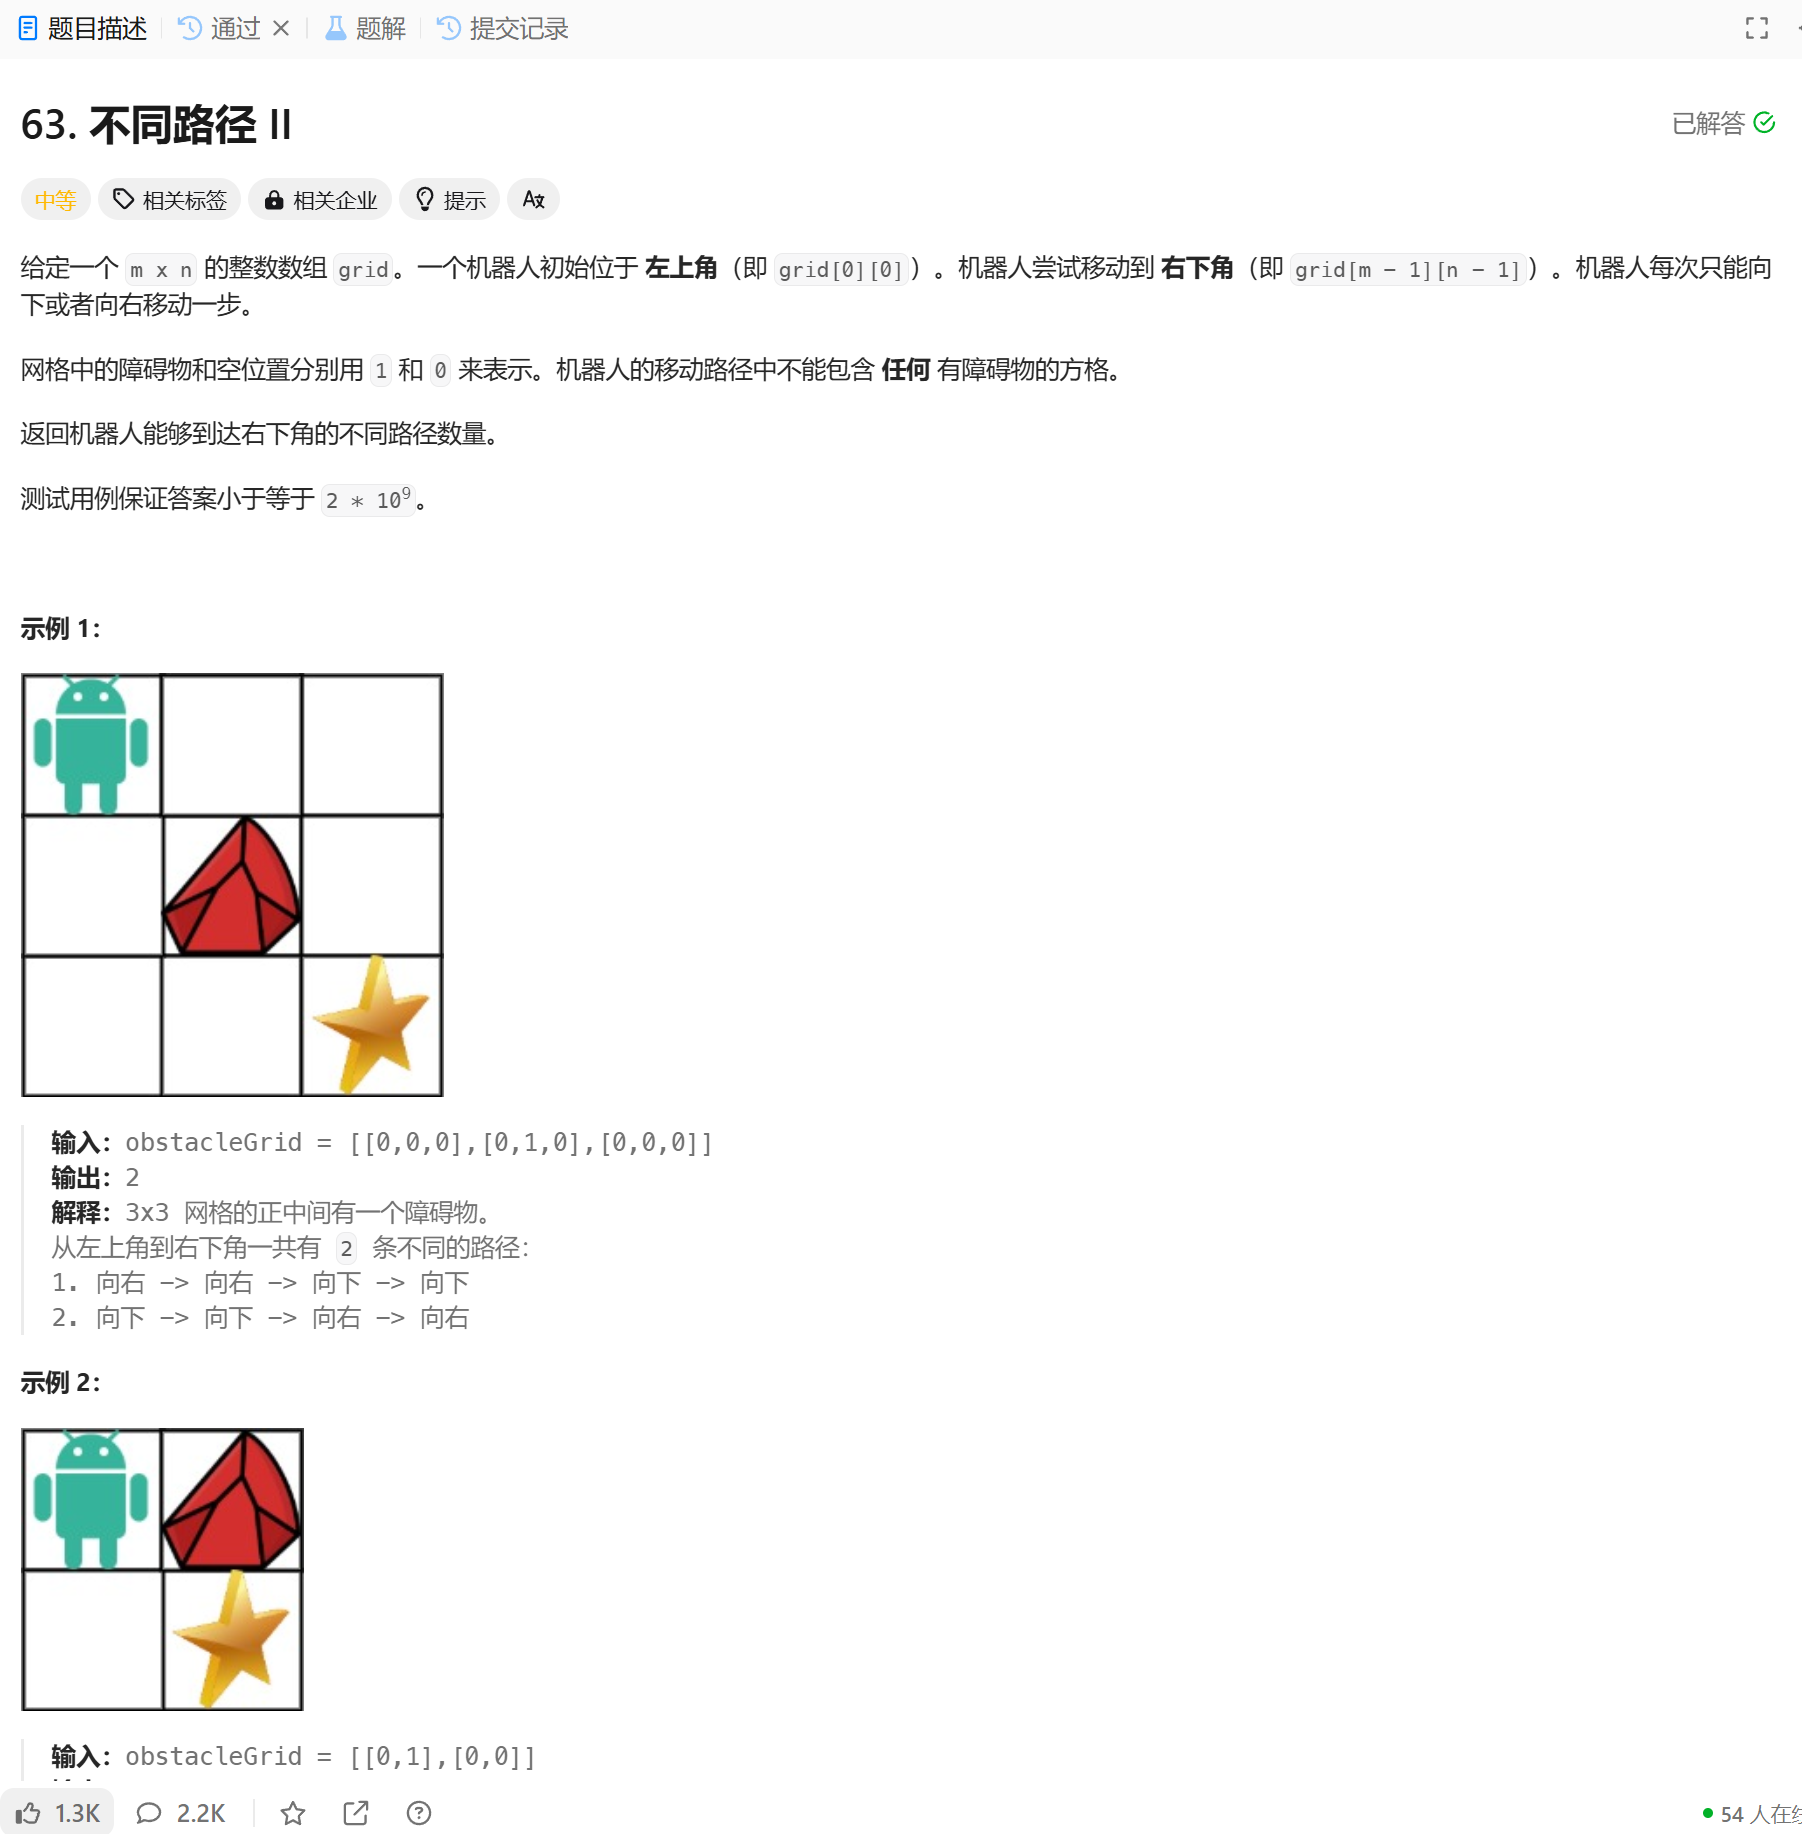 题目描述 通过 题解 提交记录
63. 不同路径 II
已解答
中等 相关标签 相关企业 提示
给定一个 m x n 的整数数组 grid。一个机器人初始位于 左上角（即 grid[0][0]）。机器人尝试移动到 右下角（即 grid[m - 1][n - 1]）。机器人每次只能向
下或者向右移动一步。
网格中的障碍物和空位置分别用 1 和 0 来表示。机器人的移动路径中不能包含 任何 有障碍物的方格。
返回机器人能够到达右下角的不同路径数量。
测试用例保证答案小于等于 2 * 10⁹。
示例 1：
输入：obstacleGrid = [[0,0,0],[0,1,0],[0,0,0]]
输出：2
解释：3x3 网格的正中间有一个障碍物。
从左上角到右下角一共有 2 条不同的路径：
1. 向右 -> 向右 -> 向下 -> 向下
2. 向下 -> 向下 -> 向右 -> 向右
示例 2：
输入：obstacleGrid = [[0,1],[0,0]]
1.3K 2.2K
54 人在